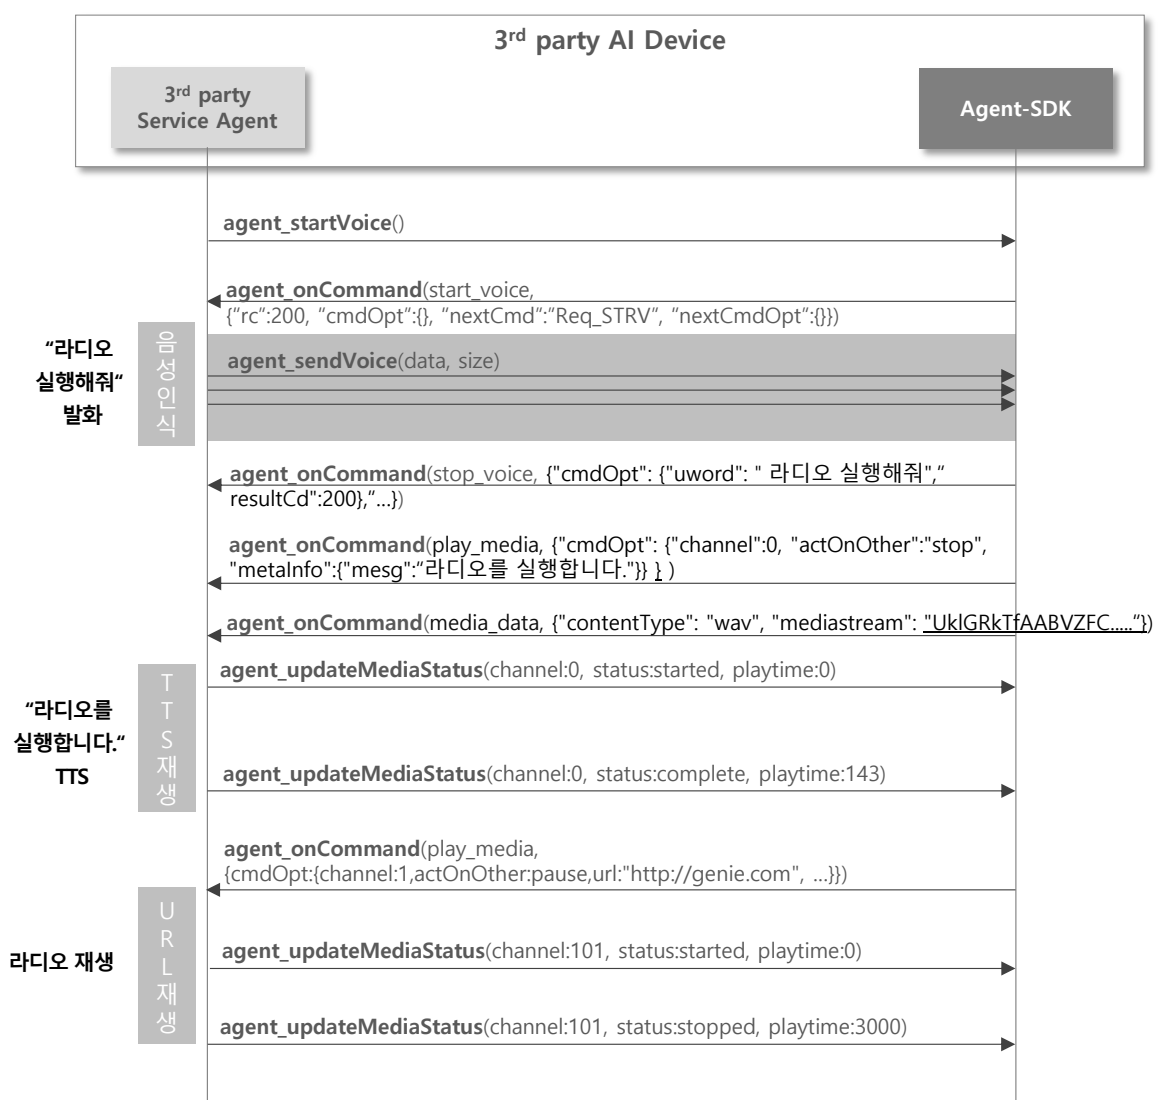 3rd party AI Device
3rd party
Service Agent
Agent-SDK
agent_startVoice()
agent_onCommand(start_voice,
{"rc":200, "cmdOpt":{}, "nextCmd":"Req_STRV", "nextCmdOpt":{}})
"라디오
실행해줘"
발화
음성인식
agent_sendVoice(data, size)
agent_onCommand(stop_voice, {"cmdOpt": {"uword": " 라디오 실행해줘","
resultCd":200},"...})
agent_onCommand(play_media, {"cmdOpt": {"channel":0, "actOnOther":"stop",
"metaInfo":{"mesg":"라디오를 실행합니다."}} } )
agent_onCommand(media_data, {"contentType": "wav", "mediastream": "UklGRkTfAABVZFC....."})
agent_updateMediaStatus(channel:0, status:started, playtime:0)
"라디오를
실행합니다."
TTS
TTS재생
agent_updateMediaStatus(channel:0, status:complete, playtime:143)
agent_onCommand(play_media,
{cmdOpt:{channel:1,actOnOther:pause,url:"http://genie.com", ...}})
라디오 재생
URL재생
agent_updateMediaStatus(channel:101, status:started, playtime:0)
agent_updateMediaStatus(channel:101, status:stopped, playtime:3000)